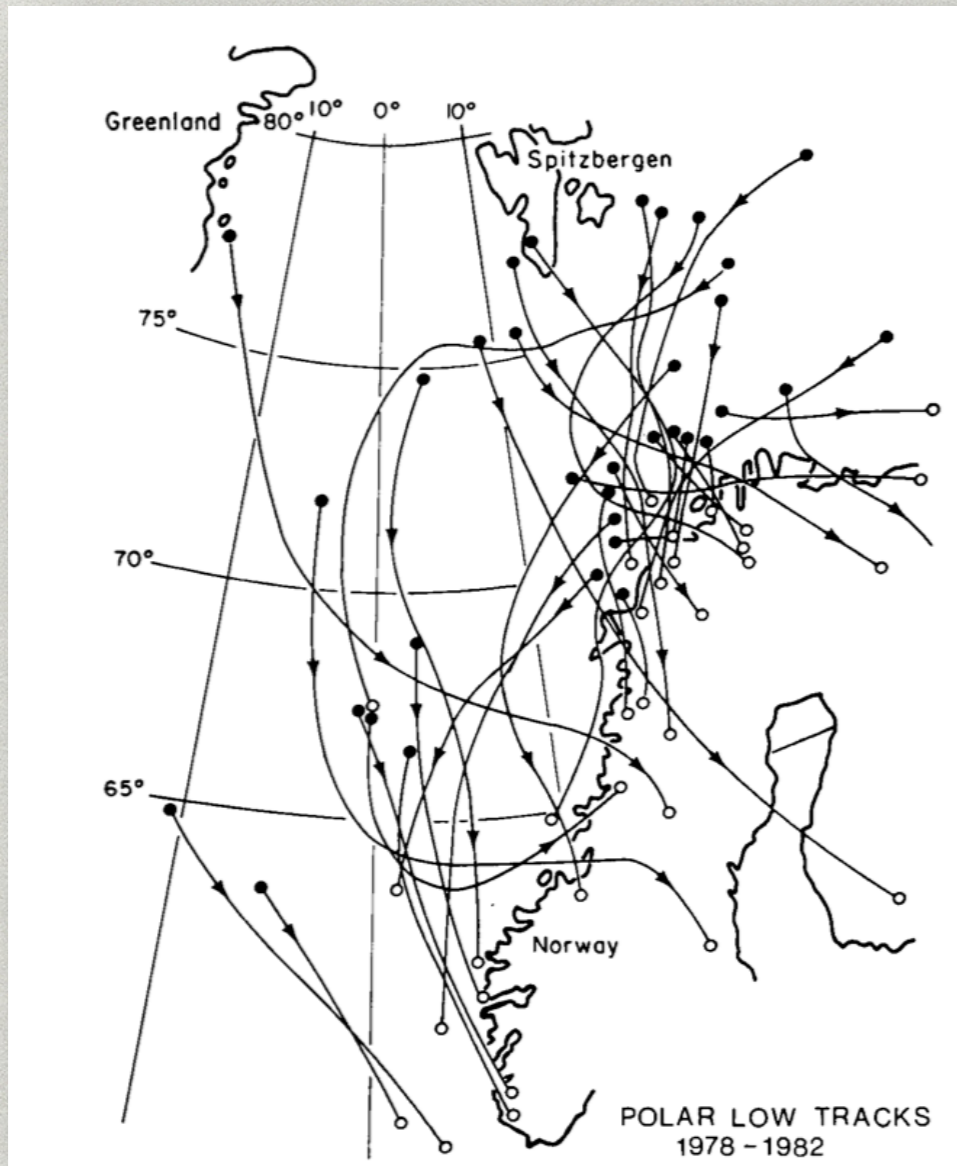 10° 0° 10°
Greenland 80°
Spitzbergen
75°
70°
65°
Norway
POLAR LOW TRACKS
1978-1982